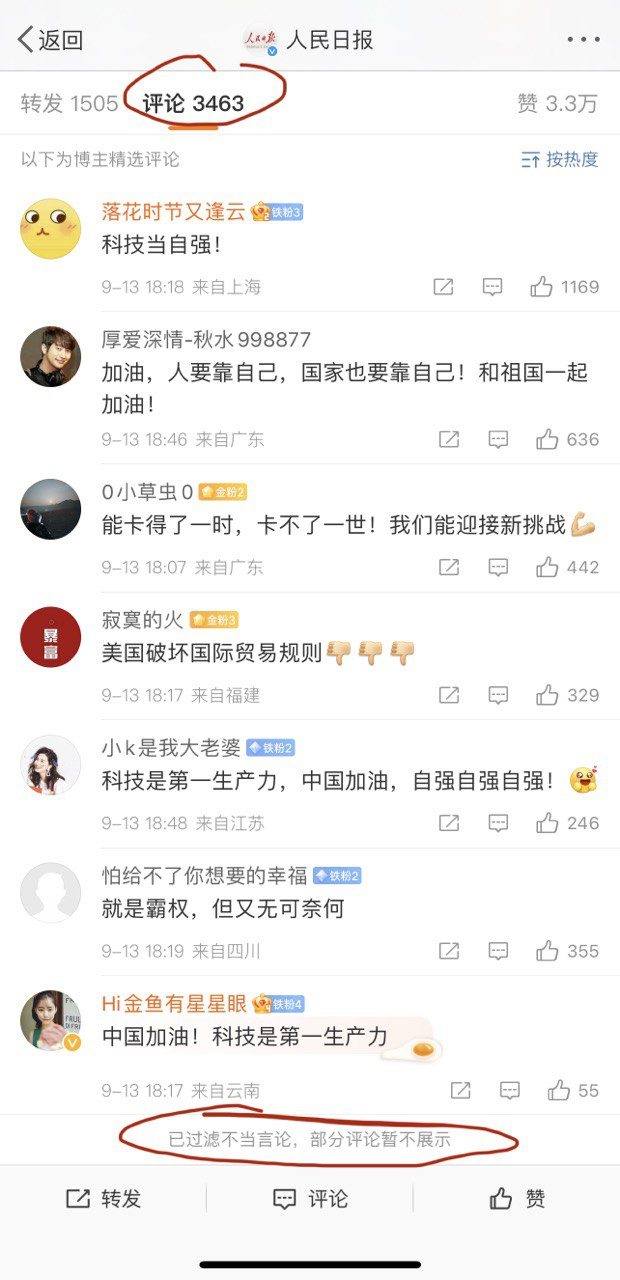 返回
人民日报
人民日报
转发 1505
评论 3463
赞 3.3万
以下为博主精选评论
按热度
落花时节又逢云 铁粉3
科技当自强！
9-13 18:18 来自上海
1169
厚爱深情-秋水998877
加油，人要靠自己，国家也要靠自己！和祖国一起
加油！
9-13 18:46 来自广东
636
0小草虫0 金粉2
能卡得了一时，卡不了一世！我们能迎接新挑战💪
9-13 18:07 来自广东
442
暴富
寂寞的火 金粉3
美国破坏国际贸易规则👎👎👎
9-13 18:17 来自福建
329
小k是我大老婆 铁粉2
科技是第一生产力，中国加油，自强自强自强！🥰
9-13 18:48 来自江苏
246
怕给不了你想要的幸福 铁粉2
就是霸权，但又无可奈何
9-13 18:19 来自四川
355
Hi金鱼有星星眼 铁粉4
中国加油！科技是第一生产力
9-13 18:17 来自云南
55
已过滤不当言论，部分评论暂不展示
转发
评论
赞